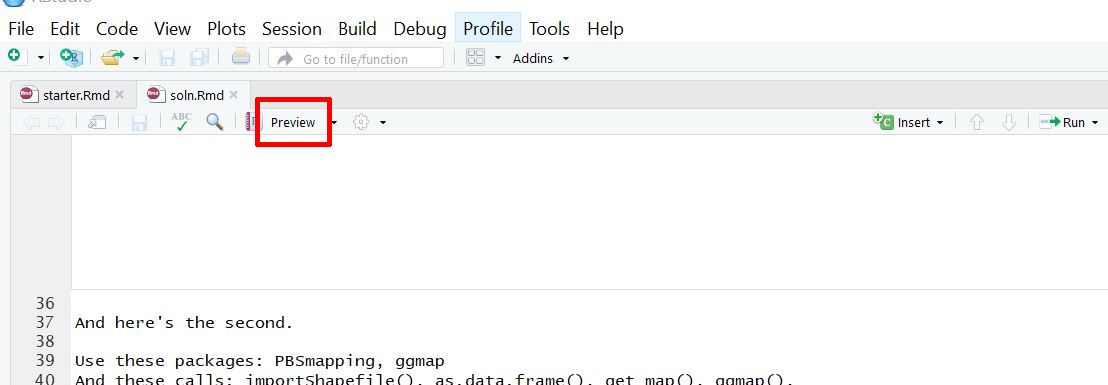 RStudio
File Edit Code View Plots Session Build Debug Profile Tools Help
Go to file/function Addins
starter.Rmd soln.Rmd
ABC Preview Insert Run
36
37 And here's the second.
38
39 Use these packages: PBSmapping, ggmap
40 And these calls: importShapefile(), as.data.frame(), get_map(), ggmap(),